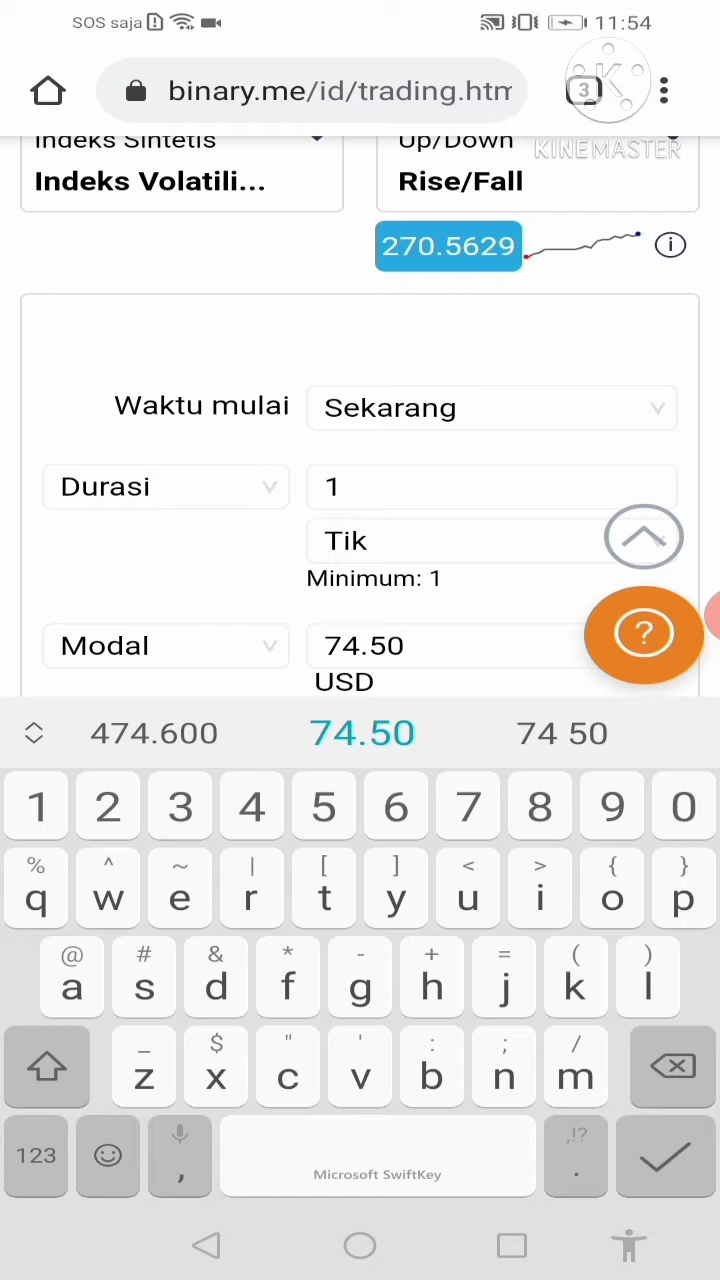 SOS saja 11:54
binary.me/id/trading.htm 3
KINEMASTER
Indeks Sintetis Up/Down
Indeks Volatili... Rise/Fall
270.5629
Waktu mulai Sekarang
Durasi 1
Tik
Minimum: 1
Modal 74.50
USD
474.600 74.50 74 50
1 2 3 4 5 6 7 8 9 0
% ^ ~ | [ ] < > { }
q w e r t y u i o p
@ # & * - + = ( )
a s d f g h j k l
_ $ " ' : ; /
z x c v b n m
123 , Microsoft SwiftKey ,!? .